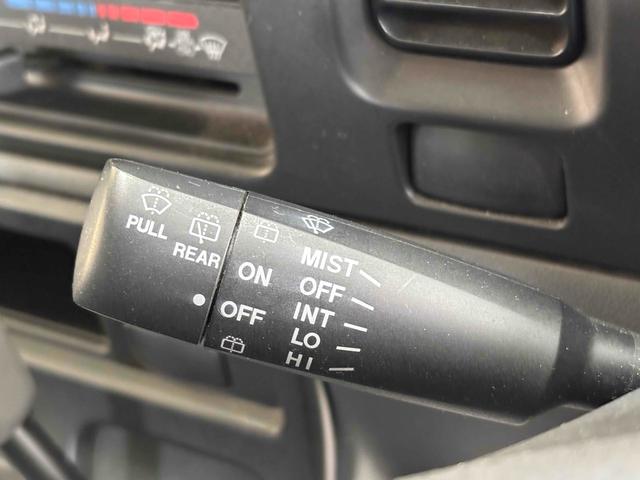 PULL
REAR
ON
OFF
MIST
OFF
INT
LO
HI